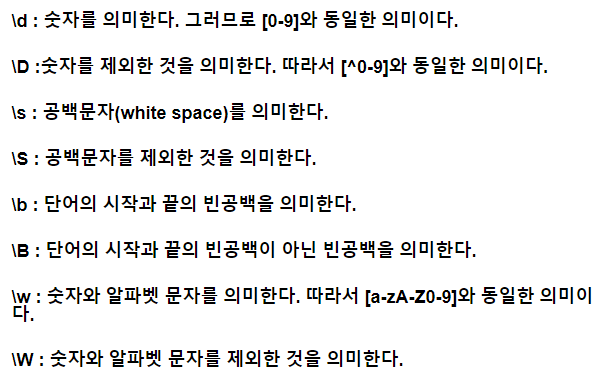 \d : 숫자를 의미한다. 그러므로 [0-9]와 동일한 의미이다.
\D :숫자를 제외한 것을 의미한다. 따라서 [^0-9]와 동일한 의미이다.
\s : 공백문자(white space)를 의미한다.
\S : 공백문자를 제외한 것을 의미한다.
\b : 단어의 시작과 끝의 빈공백을 의미한다.
\B : 단어의 시작과 끝의 빈공백이 아닌 빈공백을 의미한다.
\w : 숫자와 알파벳 문자를 의미한다. 따라서 [a-zA-Z0-9]와 동일한 의미이
다.
\W : 숫자와 알파벳 문자를 제외한 것을 의미한다.